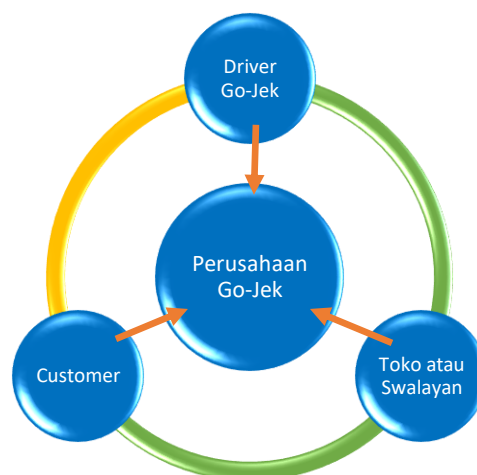 Driver
Go-Jek
Perusahaan
Go-Jek
Customer
Toko atau
Swalayan